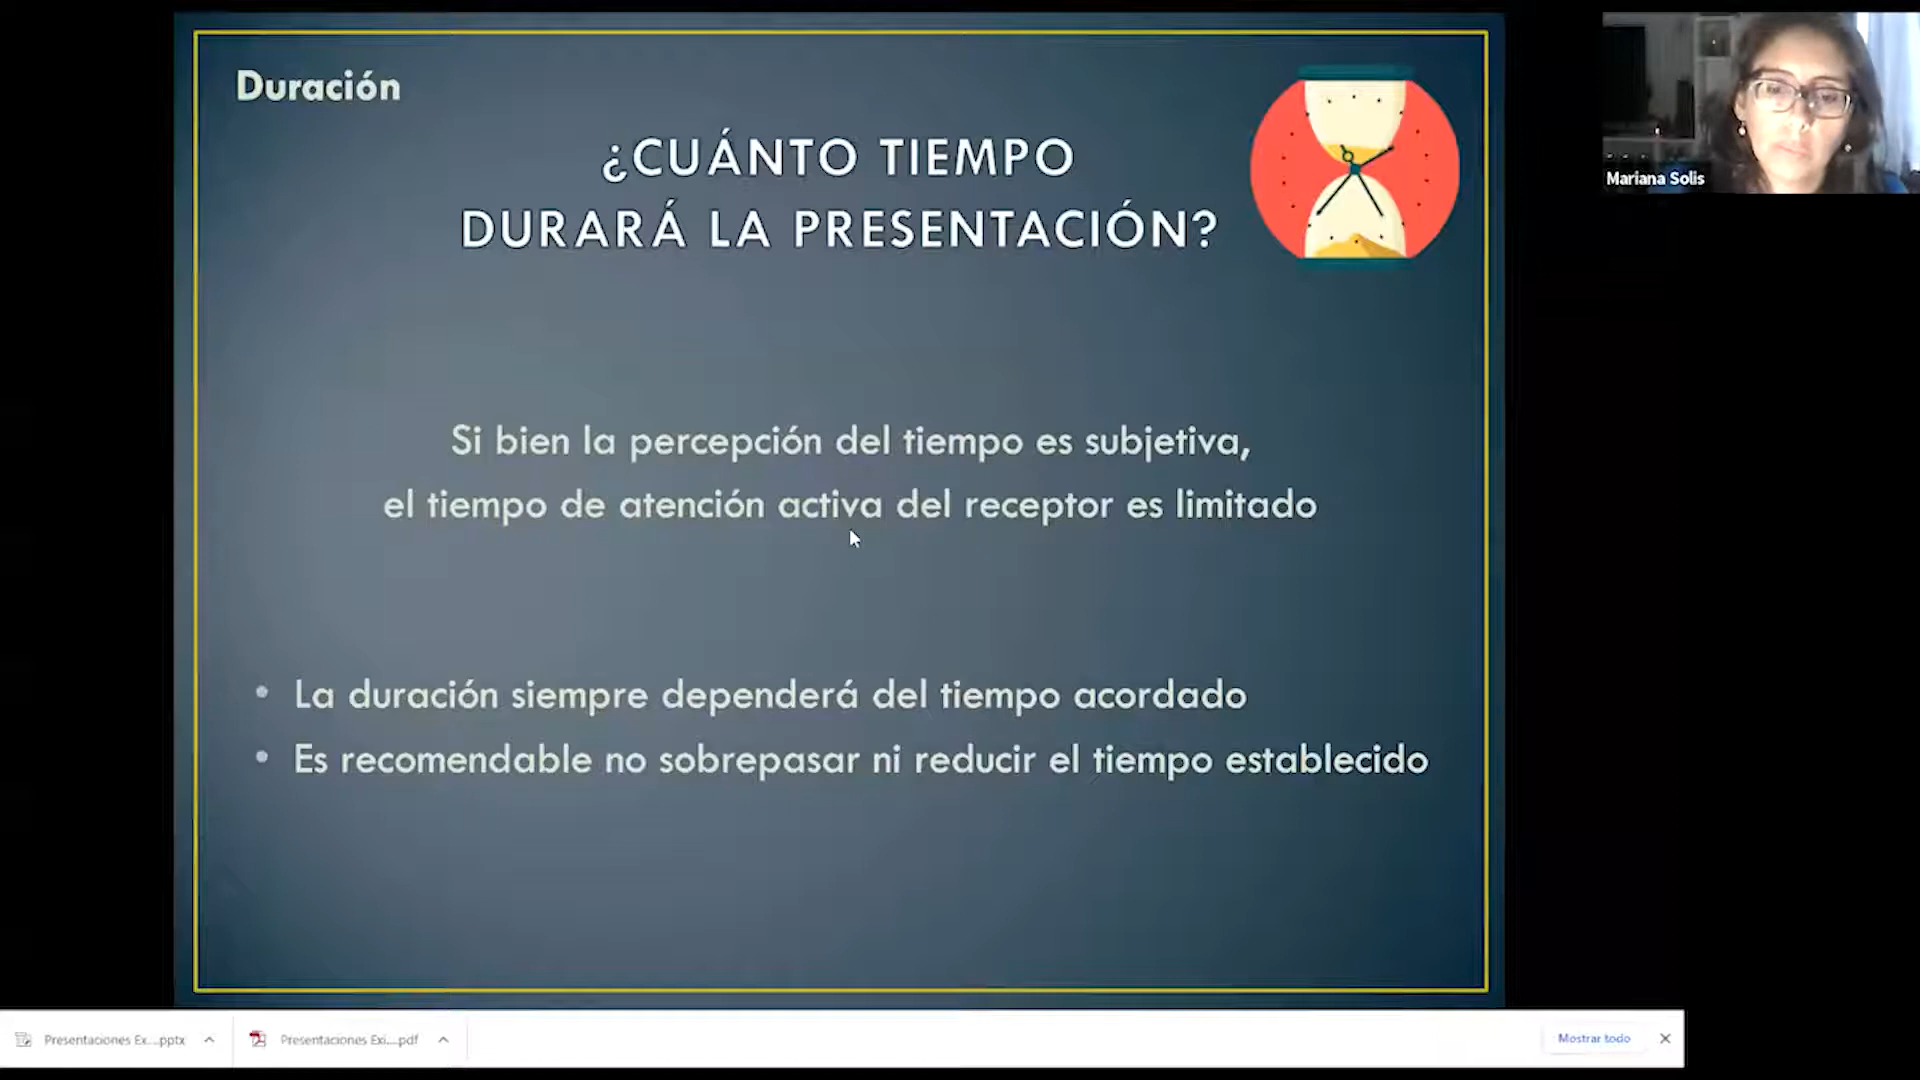 Duración
¿CUÁNTO TIEMPO
DURARÁ LA PRESENTACIÓN?
Mariana Solis
Si bien la percepción del tiempo es subjetiva,
el tiempo de atención activa del receptor es limitado
• La duración siempre dependerá del tiempo acordado
• Es recomendable no sobrepasar ni reducir el tiempo establecido
Presentaciones Ex....pptx
Presentaciones Exi....pdf
Mostrar todo